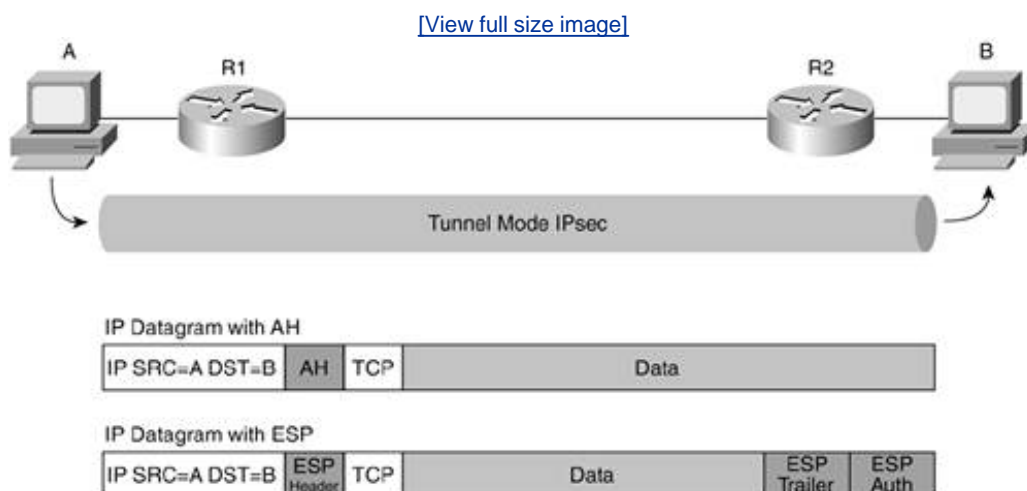 [View full size image]
A
R1
R2
B
Tunnel Mode IPsec
IP Datagram with AH
IP SRC=A DST=B AH TCP Data
IP Datagram with ESP
IP SRC=A DST=B ESP Header TCP Data ESP Trailer ESP Auth